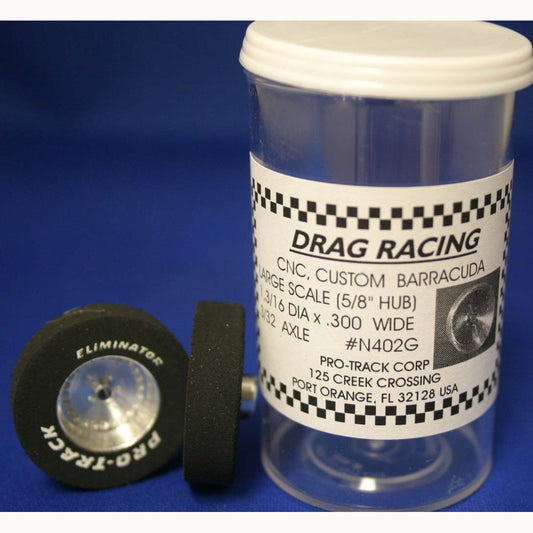 ELiMiNATOR
PRO-TRACK
DRAG RACING
CNC, CUSTOM BARRACUDA
LARGE SCALE (5/8" HUB)
3/16 DIA x .300 WIDE
3/32 AXLE
#N402G
PRO-TRACK CORP
125 CREEK CROSSING
PORT ORANGE, FL 32128 USA